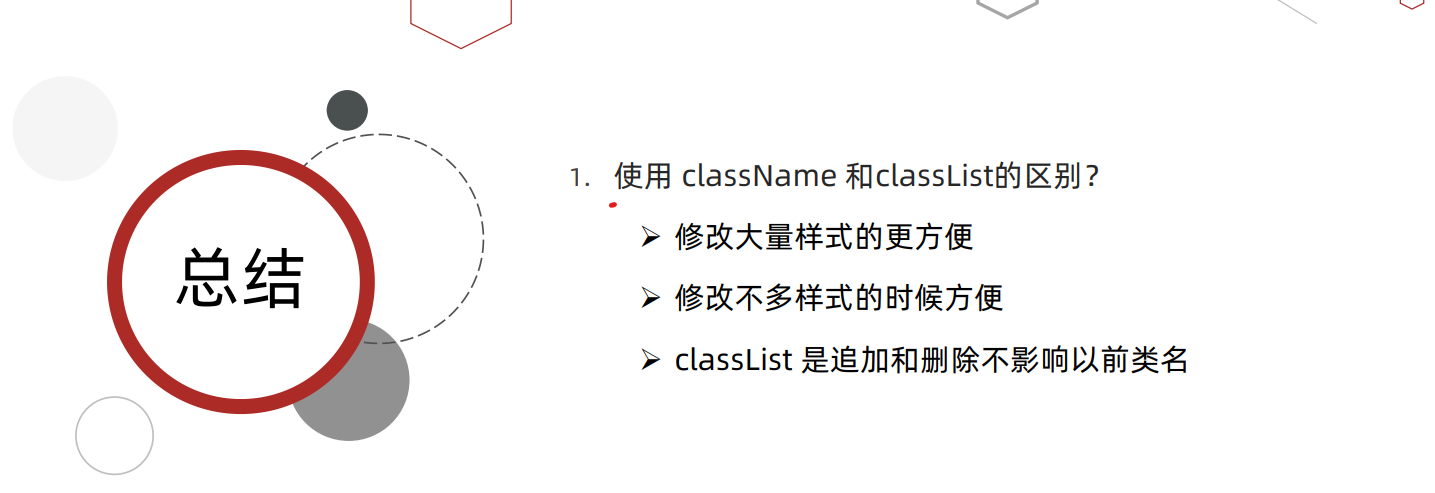 总结
1. 使用 className 和classList的区别？
➢ 修改大量样式的更方便
➢ 修改不多样式的时候方便
➢ classList 是追加和删除不影响以前类名